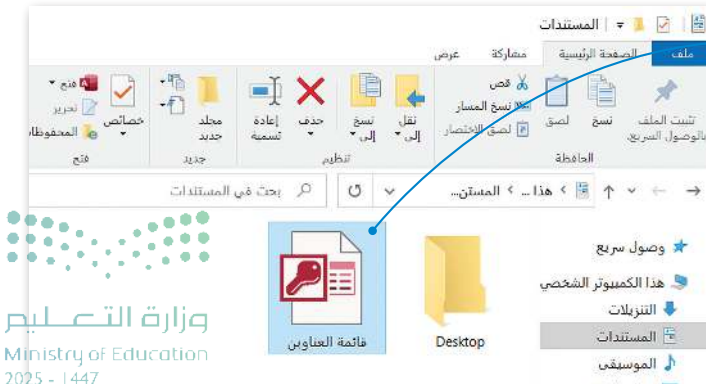 المستندات
ملف الصفحة الرئيسية مشاركة عرض
تثبيت الملف بالوصول السريع
نسخ
لصق
قص
نسخ المسار
لصق الاختصار
الحافظة
نقل إلى
نسخ إلى
حذف
إعادة تسمية
تنظيم
مجلد جديد
جديد
خصائص
فتح
تحرير
المحفوظات
فتح
هذا ... المستن...
بحث في المستندات
وصول سريع
هذا الكمبيوتر الشخصي
التنزيلات
المستندات
الموسيقى
Desktop
قائمة العناوين
وزارة التعليم
Ministry of Education
2025 - 1447